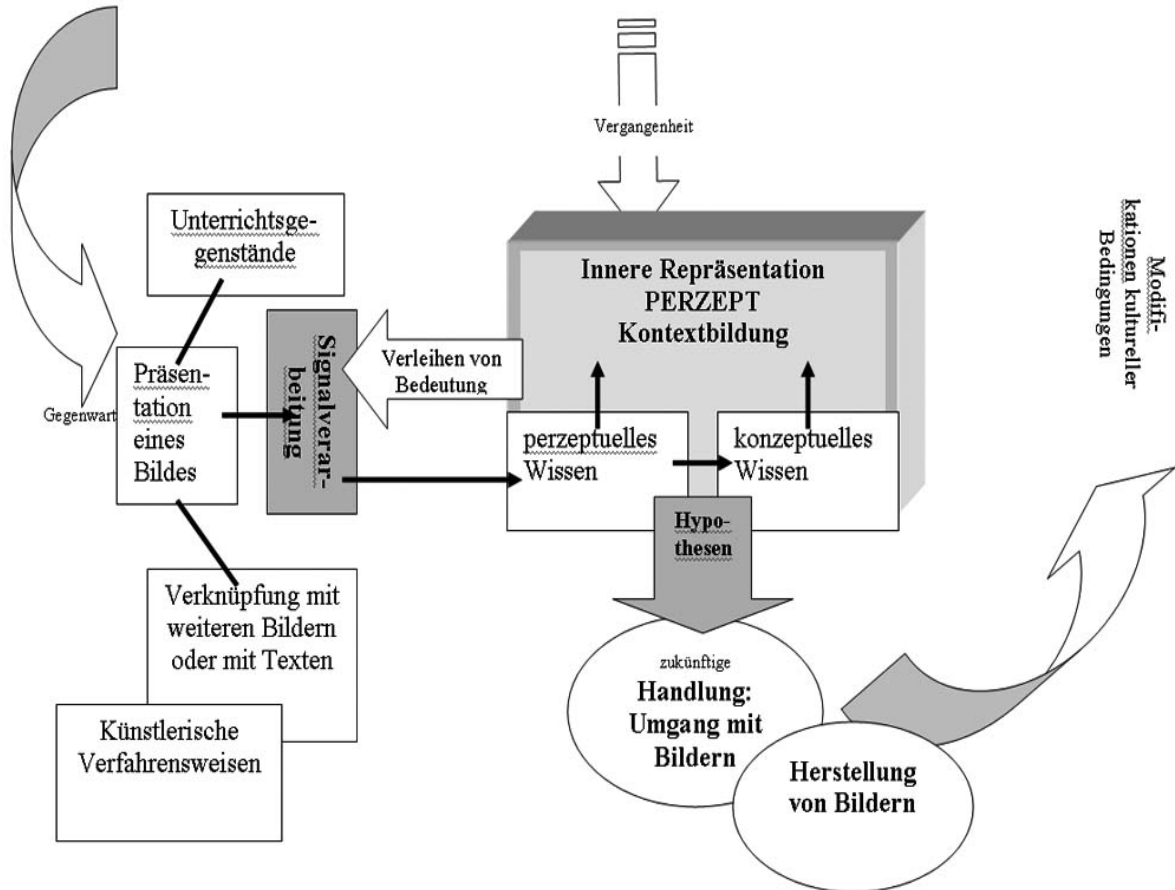 Vergangenheit
Unterrichtsge-
genstände
Innere Repräsentation
PERZEPT
Kontextbildung
Modifi-
kationen kultureller
Bedingungen
Signalverar-
beitung
Verleihen von
Bedeutung
Gegenwart
Präsen-
tation
eines
Bildes
perzeptuelles
Wissen
konzeptuelles
Wissen
Hypo-
thesen
Verknüpfung mit
weiteren Bildern
oder mit Texten
Künstlerische
Verfahrensweisen
zukünftige
Handlung:
Umgang mit
Bildern
Herstellung
von Bildern